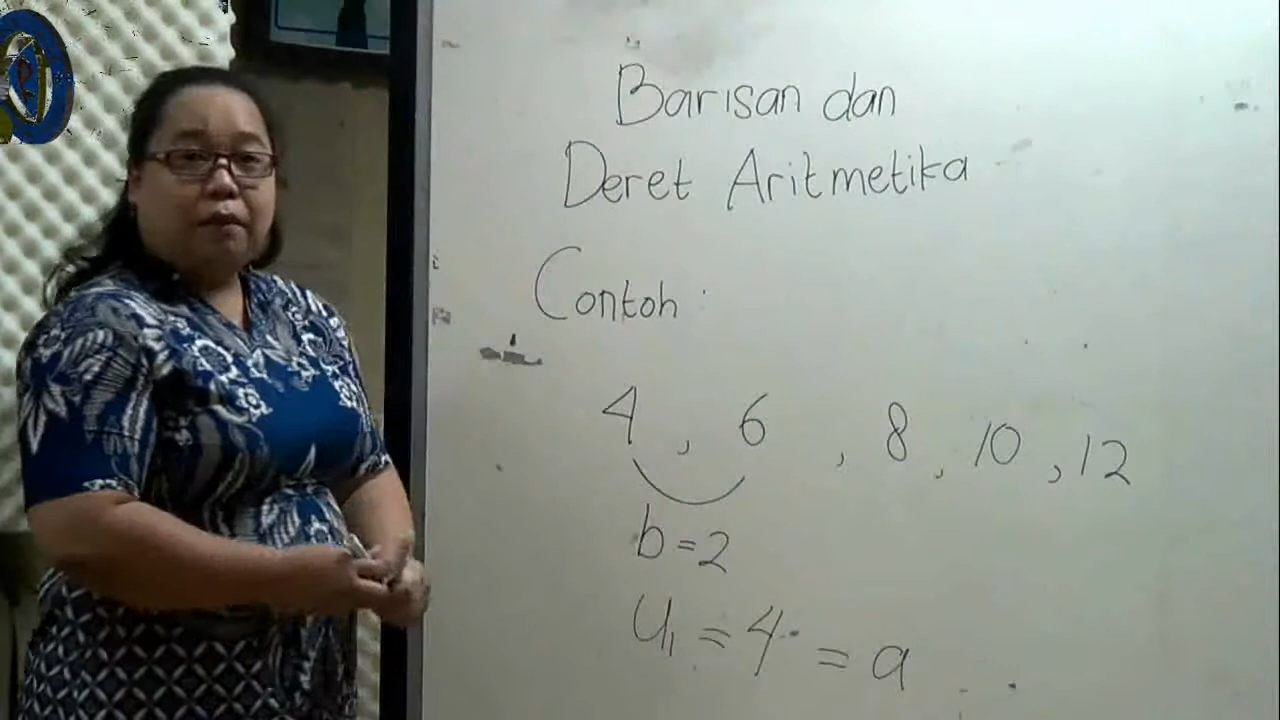 Barisan dan
Deret Aritmetika
Contoh :
4 , 6 , 8 , 10 , 12
b = 2
U₁ = 4 = a